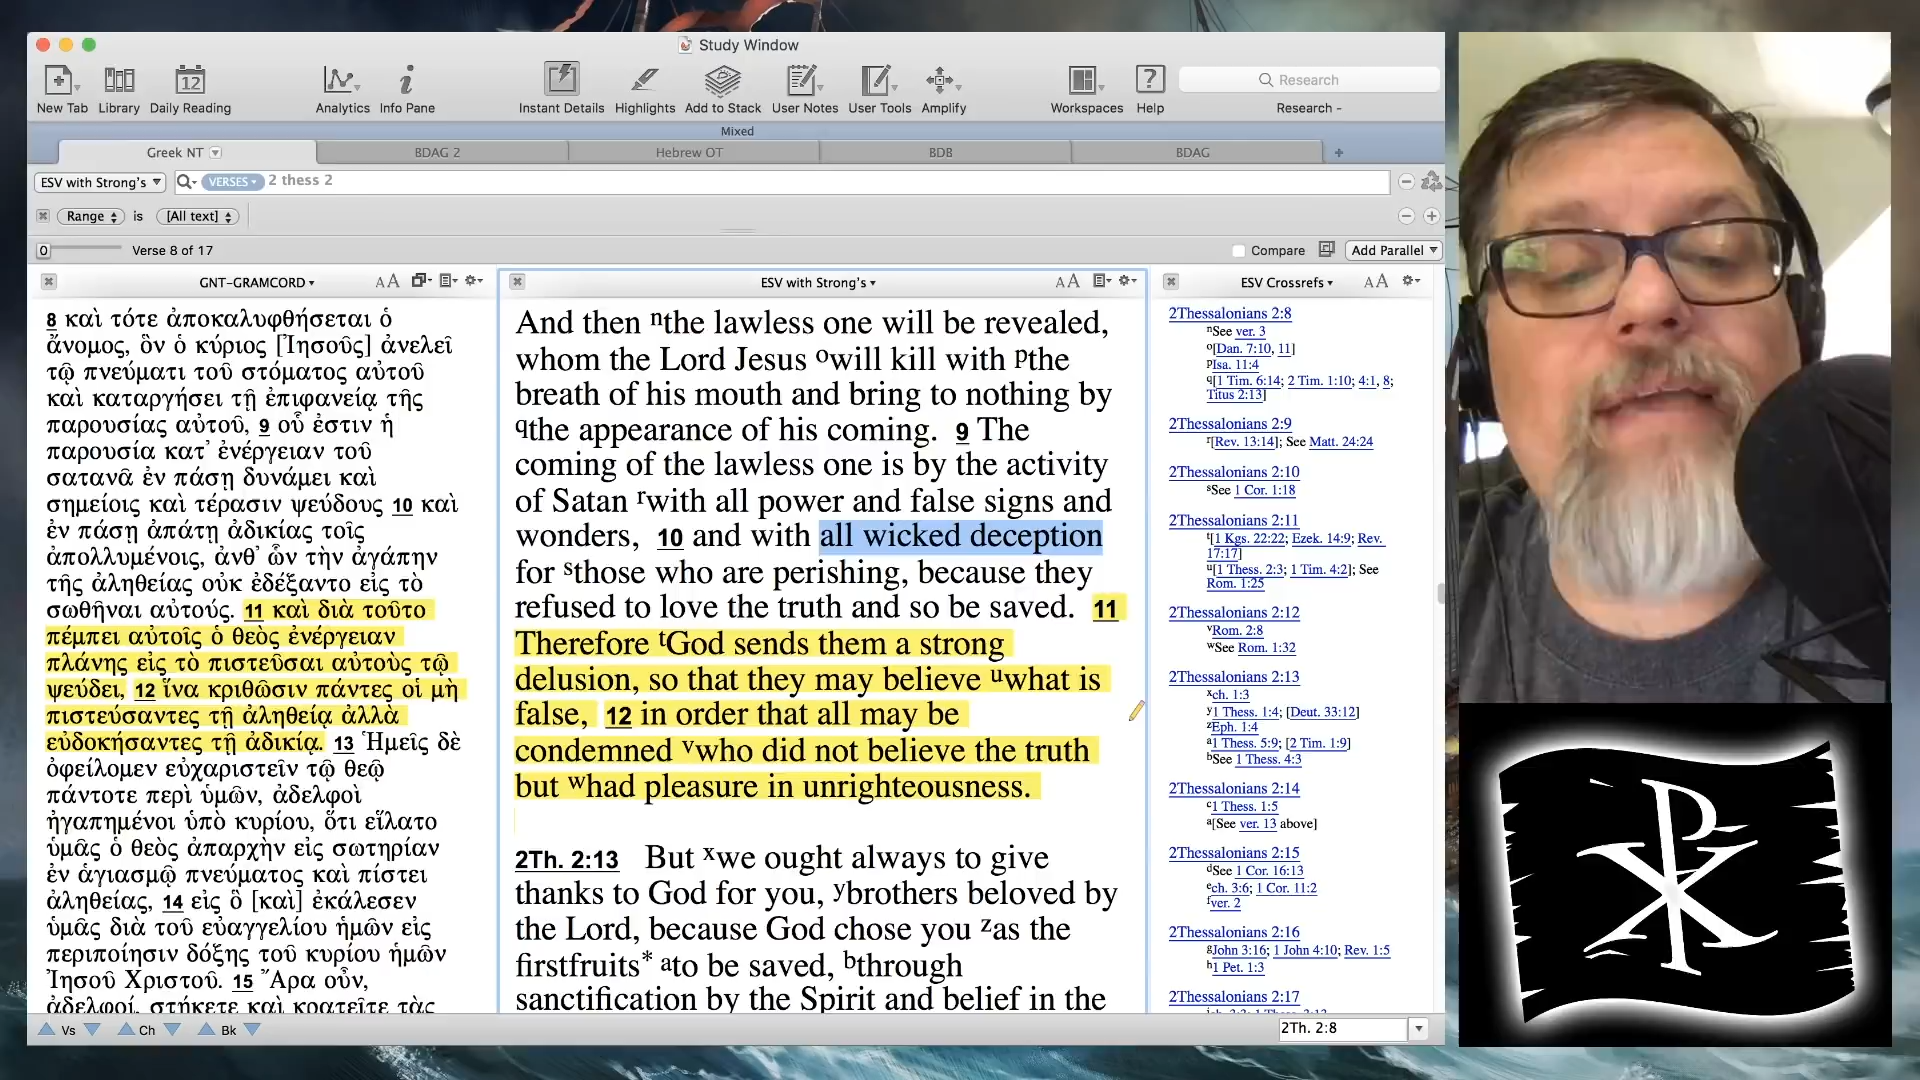 Study Window
New Tab Library Daily Reading Analytics Info Pane Instant Details Highlights Add to Stack User Notes User Tools Amplify Workspaces Help Research
12
Research -
Mixed
Greek NT BDAG 2 Hebrew OT BDB BDAG +
ESV with Strong's VERSES 2 thess 2
Range is [All text]
0 Verse 8 of 17 Compare Add Parallel
GNT-GRAMCORD AA
8 καὶ τότε ἀποκαλυφθήσεται ὁ
ἄνομος, ὃν ὁ κύριος [Ἰησοῦς] ἀνελεῖ
τῷ πνεύματι τοῦ στόματος αὐτοῦ
καὶ καταργήσει τῇ ἐπιφανείᾳ τῆς
παρουσίας αὐτοῦ, 9 οὗ ἐστιν ἡ
παρουσία κατ᾽ ἐνέργειαν τοῦ
σατανᾶ ἐν πάσῃ δυνάμει καὶ
σημείοις καὶ τέρασιν ψεύδους 10 καὶ
ἐν πάσῃ ἀπάτῃ ἀδικίας τοῖς
ἀπολλυμένοις, ἀνθ᾽ ὧν τὴν ἀγάπην
τῆς ἀληθείας οὐκ ἐδέξαντο εἰς τὸ
σωθῆναι αὐτούς. 11 καὶ διὰ τοῦτο
πέμπει αὐτοῖς ὁ θεὸς ἐνέργειαν
πλάνης εἰς τὸ πιστεῦσαι αὐτοὺς τῷ
ψεύδει, 12 ἵνα κριθῶσιν πάντες οἱ μὴ
πιστεύσαντες τῇ ἀληθείᾳ ἀλλὰ
εὐδοκήσαντες τῇ ἀδικίᾳ. 13 Ἡμεῖς δὲ
ὀφείλομεν εὐχαριστεῖν τῷ θεῷ
πάντοτε περὶ ὑμῶν, ἀδελφοὶ
ἠγαπημένοι ὑπὸ κυρίου, ὅτι εἵλατο
ὑμᾶς ὁ θεὸς ἀπαρχὴν εἰς σωτηρίαν
ἐν ἁγιασμῷ πνεύματος καὶ πίστει
ἀληθείας, 14 εἰς ὃ [καὶ] ἐκάλεσεν
ὑμᾶς διὰ τοῦ εὐαγγελίου ἡμῶν εἰς
περιποίησιν δόξης τοῦ κυρίου ἡμῶν
Ἰησοῦ Χριστοῦ. 15 Ἄρα οὖν,
ἀδελφοί, στήκετε καὶ κρατεῖτε τὰς
ESV with Strong's AA
And then nthe lawless one will be revealed,
whom the Lord Jesus owill kill with pthe
breath of his mouth and bring to nothing by
qthe appearance of his coming. 9 The
coming of the lawless one is by the activity
of Satan rwith all power and false signs and
wonders, 10 and with all wicked deception
for sthose who are perishing, because they
refused to love the truth and so be saved. 11
Therefore tGod sends them a strong
delusion, so that they may believe uwhat is
false, 12 in order that all may be
condemned vwho did not believe the truth
but whad pleasure in unrighteousness.
2Th. 2:13 But xwe ought always to give
thanks to God for you, ybrothers beloved by
the Lord, because God chose you zas the
firstfruits* ato be saved, bthrough
sanctification by the Spirit and belief in the
ESV Crossrefs AA
2Thessalonians 2:8
nSee ver. 3
o[Dan. 7:10, 11]
pIsa. 11:4
q[1 Tim. 6:14; 2 Tim. 1:10; 4:1, 8;
Titus 2:13]
2Thessalonians 2:9
r[Rev. 13:14]; See Matt. 24:24
2Thessalonians 2:10
sSee 1 Cor. 1:18
2Thessalonians 2:11
t[1 Kgs. 22:22; Ezek. 14:9; Rev.
17:17]
u[1 Thess. 2:3; 1 Tim. 4:2]; See
Rom. 1:25
2Thessalonians 2:12
vRom. 2:8
wSee Rom. 1:32
2Thessalonians 2:13
xch. 1:3
y1 Thess. 1:4; [Deut. 33:12]
zEph. 1:4
a1 Thess. 5:9; [2 Tim. 1:9]
bSee 1 Thess. 4:3
2Thessalonians 2:14
c1 Thess. 1:5
a[See ver. 13 above]
2Thessalonians 2:15
dSee 1 Cor. 16:13
ech. 3:6; 1 Cor. 11:2
fver. 2
2Thessalonians 2:16
gJohn 3:16; 1 John 4:10; Rev. 1:5
h1 Pet. 1:3
2Thessalonians 2:17
Vs Ch Bk 2Th. 2:8